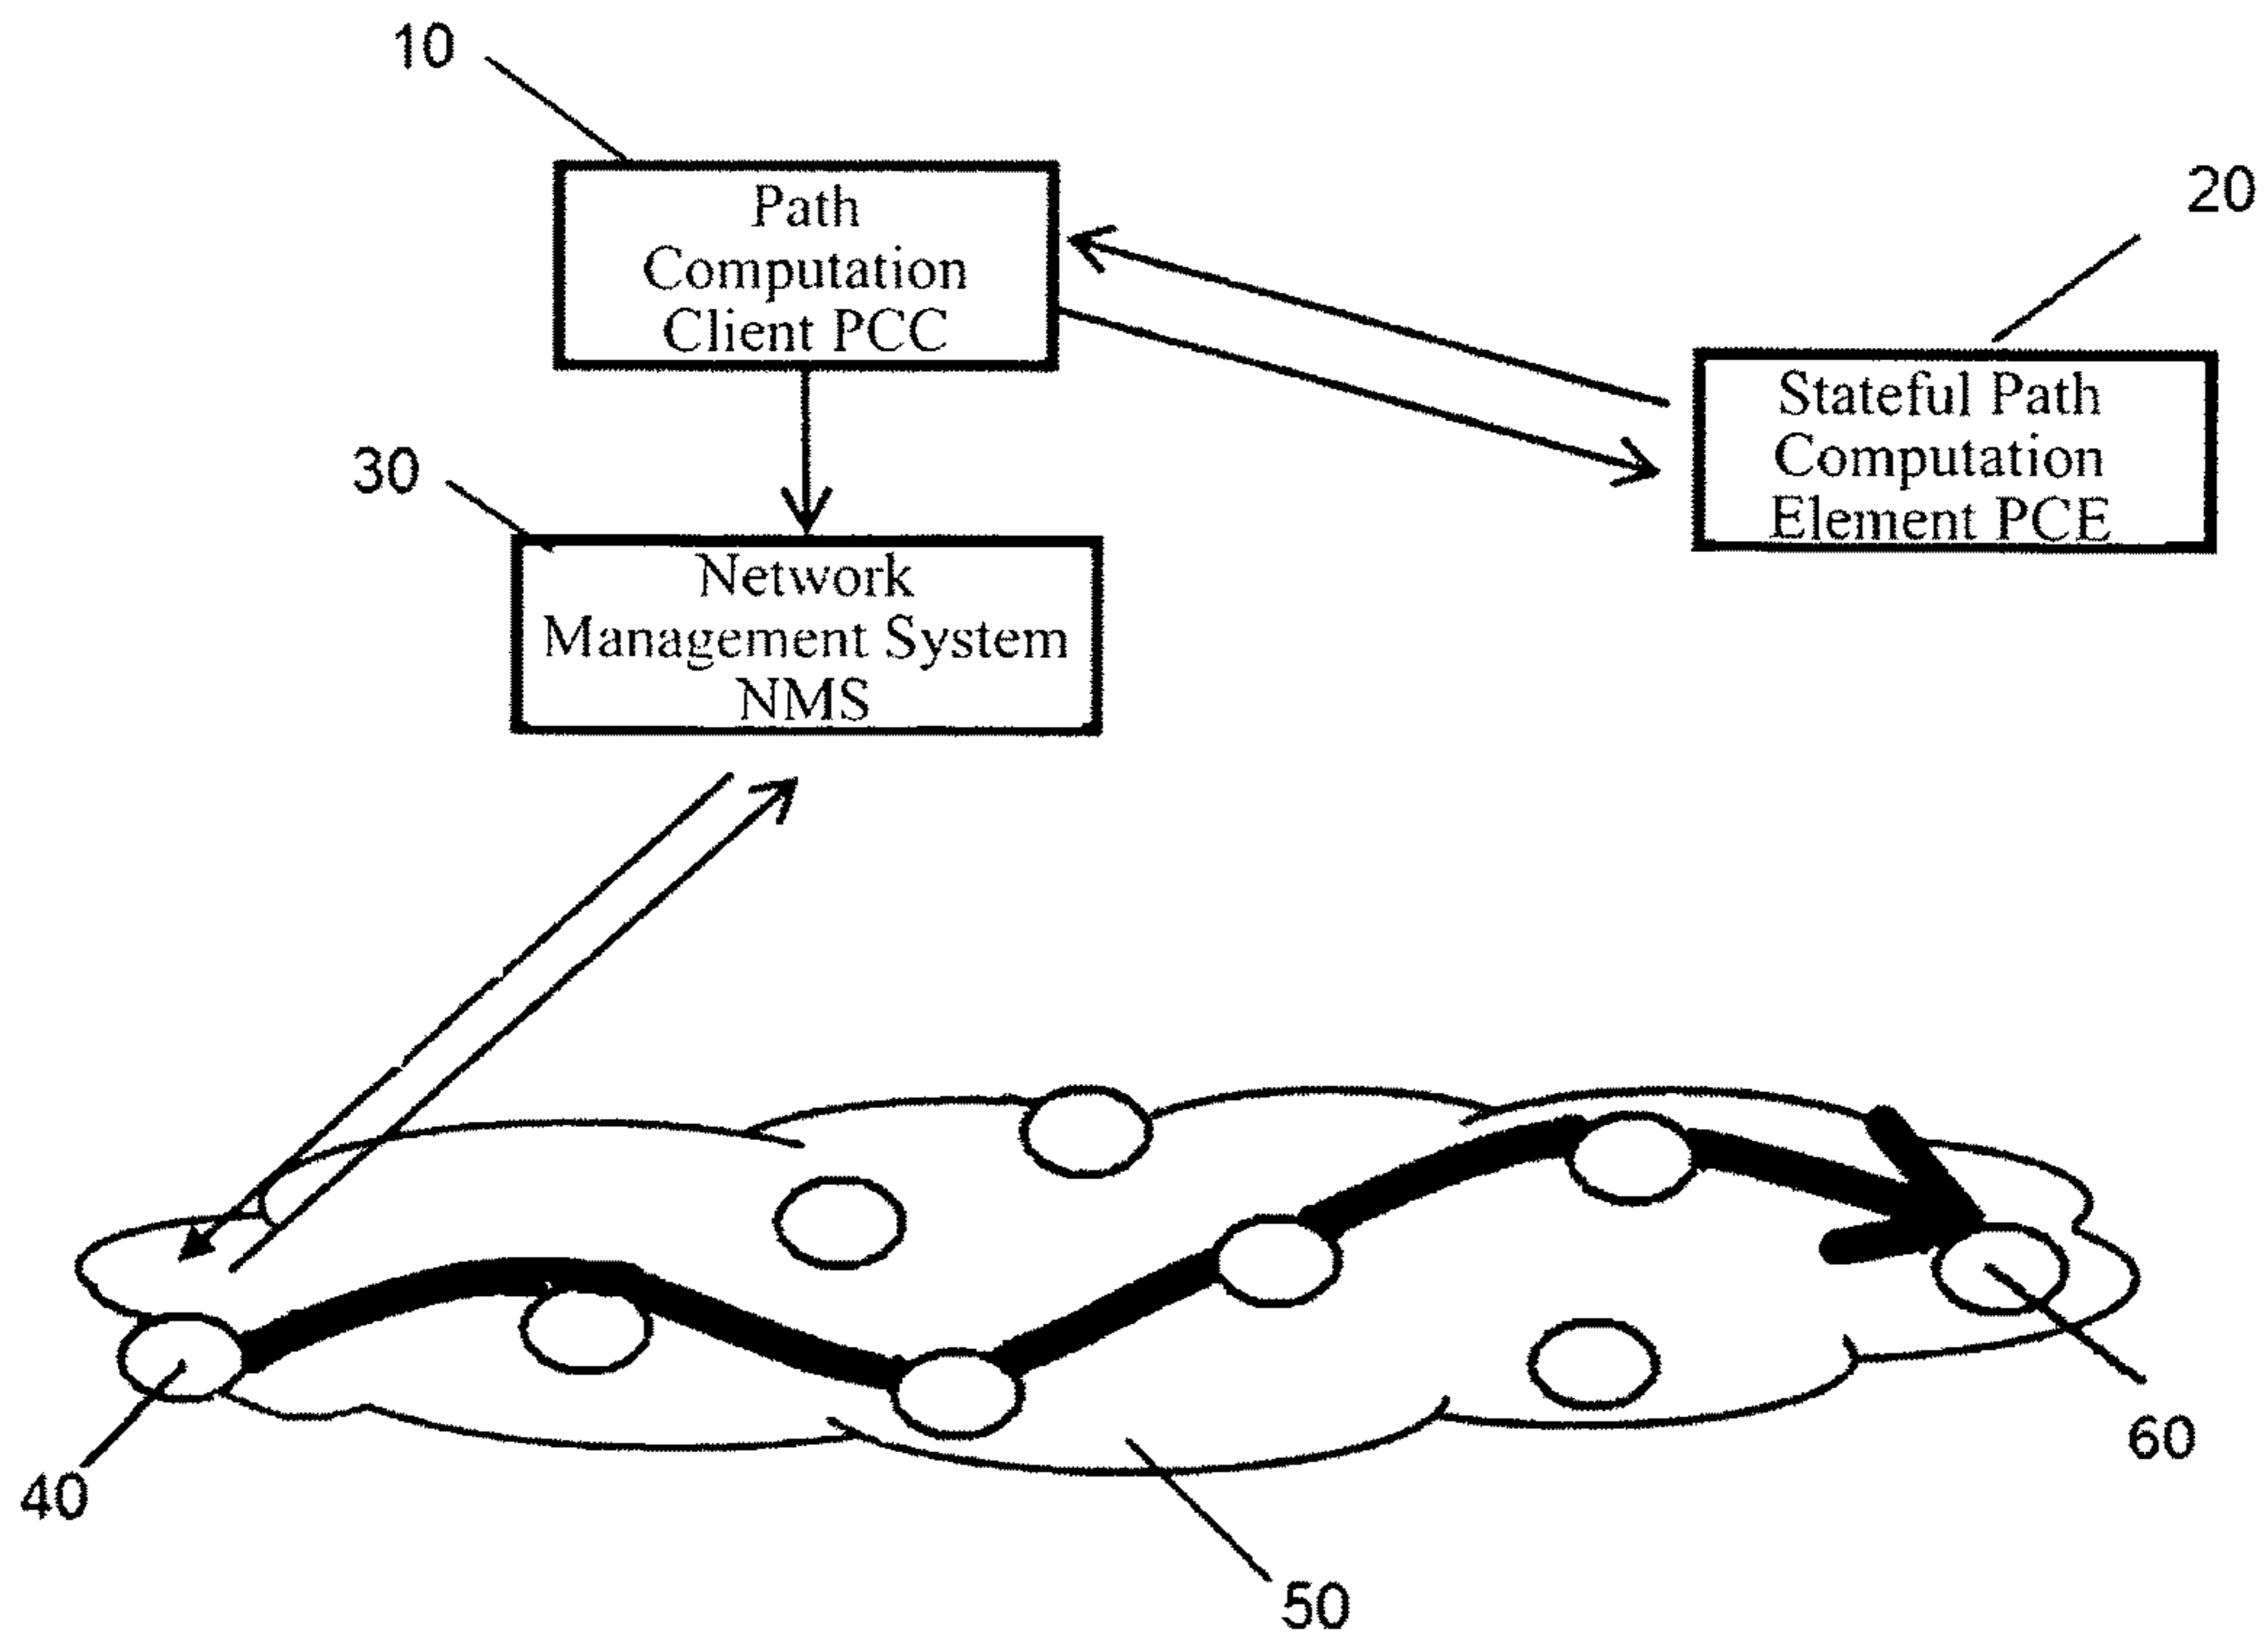 10
Path
Computation
Client PCC
20
Stateful Path
Computation
Element PCE
30
Network
Management System
NMS
40
50
60